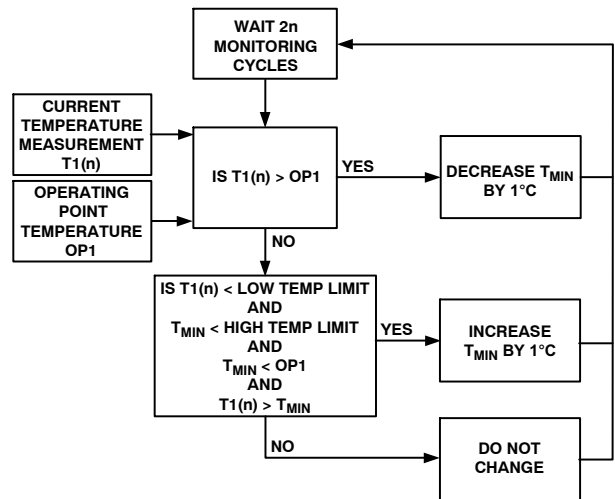 WAIT 2n
MONITORING
CYCLES
CURRENT
TEMPERATURE
MEASUREMENT
T1(n)
OPERATING
POINT
TEMPERATURE
OP1
IS T1(n) > OP1
YES
DECREASE TMIN
BY 1°C
NO
IS T1(n) < LOW TEMP LIMIT
AND
TMIN < HIGH TEMP LIMIT
AND
TMIN < OP1
AND
T1(n) > TMIN
YES
INCREASE
TMIN BY 1°C
NO
DO NOT
CHANGE